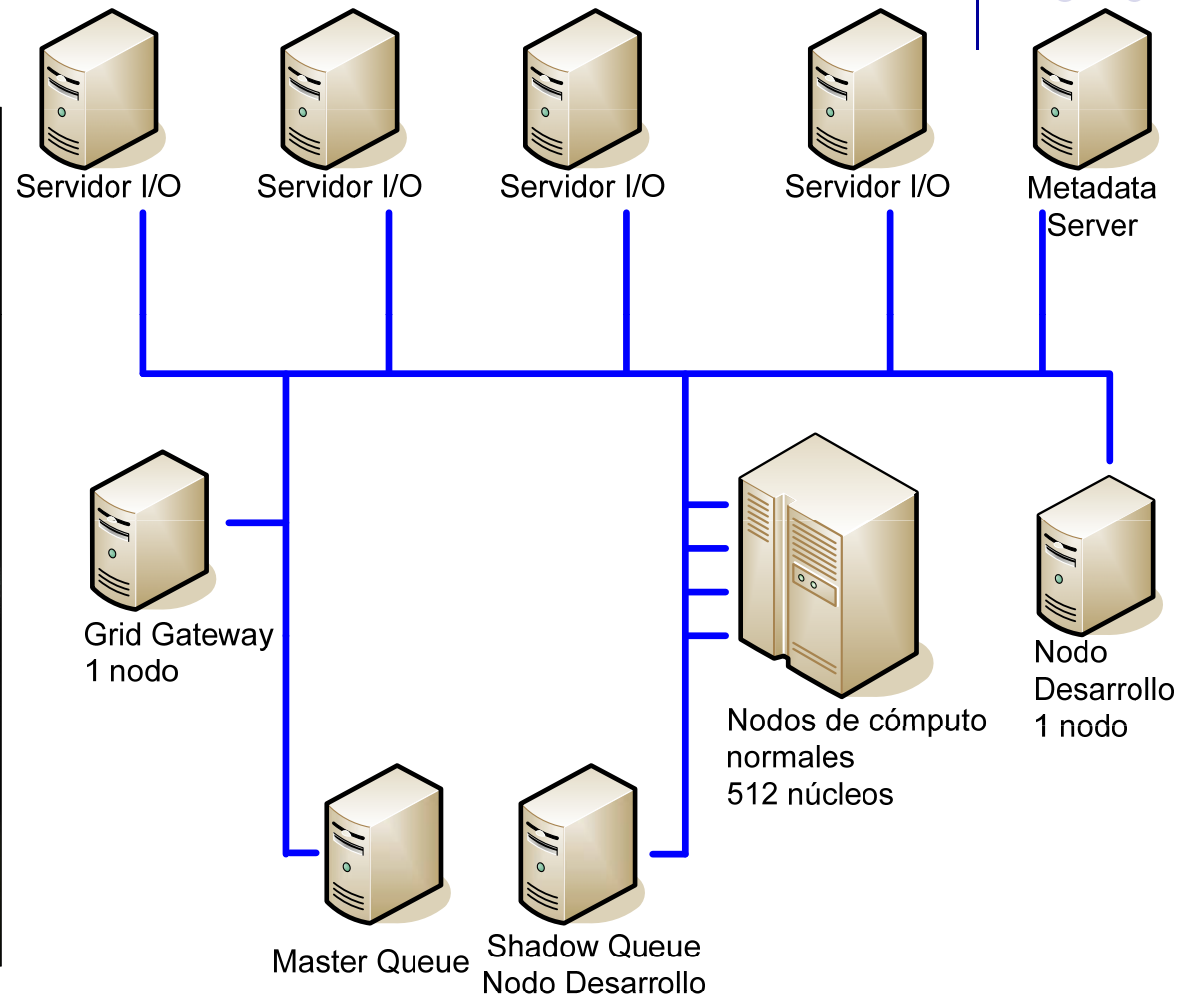 Servidor I/O
Servidor I/O
Servidor I/O
Servidor I/O
Metadata
Server
Grid Gateway
1 nodo
Nodos de cómputo
normales
512 núcleos
Nodo
Desarrollo
1 nodo
Master Queue
Shadow Queue
Nodo Desarrollo